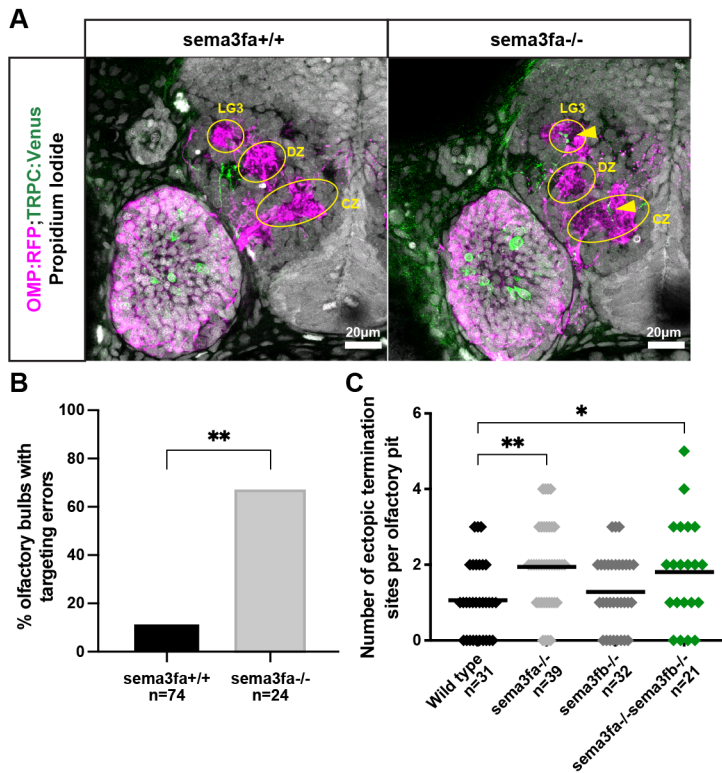 A
sema3fa+/+
sema3fa-/-
OMP:RFP;TRPC:Venus
Propidium Iodide
LG3
DZ
CZ
20µm
LG3
DZ
CZ
20µm
B
% olfactory bulbs with
targeting errors
100
80
60
40
20
0
**
sema3fa+/+
n=74
sema3fa-/-
n=24
C
Number of ectopic termination
sites per olfactory pit
6
4
2
0
*
**
Wild type
n=31
sema3fa-/-
n=39
sema3fb-/-
n=32
sema3fa-/-sema3fb-/-
n=21